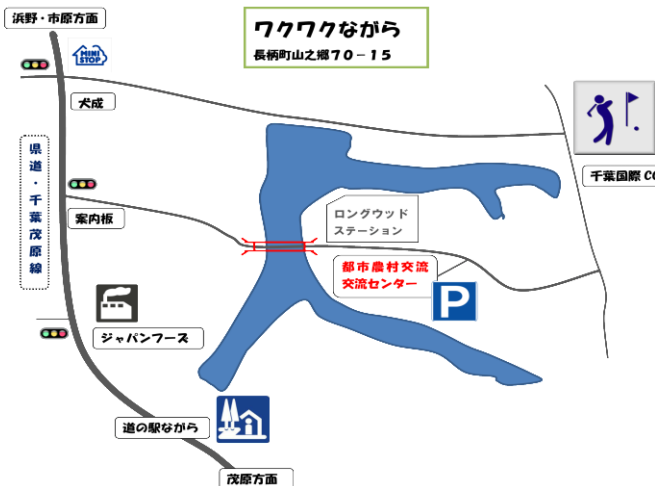 浜野・市原方面
ワクワクながら
長柄町山之郷70-15
MINI
STOP
犬成
県道・千葉茂原線
千葉国際CC
案内板
ロングウッド
ステーション
都市農村交流
交流センター
P
ジャパンフーズ
道の駅ながら
茂原方面